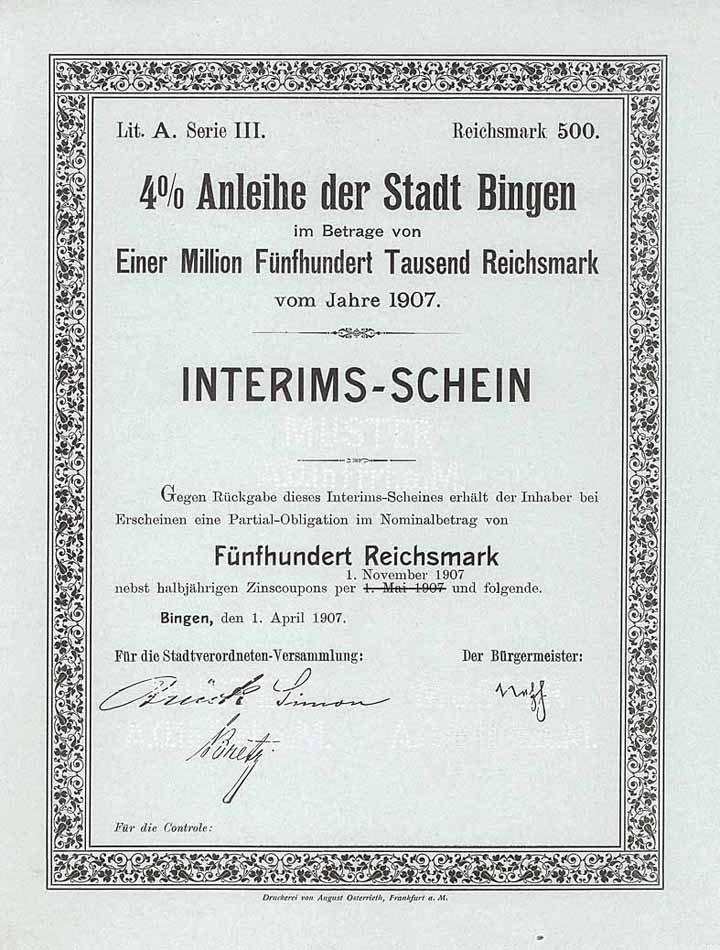 Lit. A. Serie III. Reichsmark 500.
4% Anleihe der Stadt Bingen
im Betrage von
Einer Million Fünfhundert Tausend Reichsmark
vom Jahre 1907.
INTERIMS-SCHEIN
MUSTER
Gegen Rückgabe dieses Interims-Scheines erhält der Inhaber bei
Erscheinen eine Partial-Obligation im Nominalbetrag von
Fünfhundert Reichsmark
1. November 1907
nebst halbjährigen Zinscoupons per 1. Mai 1907 und folgende.
Bingen, den 1. April 1907.
Für die Stadtverordneten-Versammlung: Der Bürgermeister:
Brück Simon
Für die Controle:
Druckerei von August Osterrieth, Frankfurt a. M.